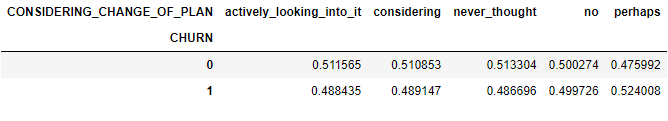 CONSIDERING_CHANGE_OF_PLAN actively_looking_into_it considering never_thought no perhaps
CHURN
0 0.511565 0.510853 0.513304 0.500274 0.475992
1 0.488435 0.489147 0.486696 0.499726 0.524008